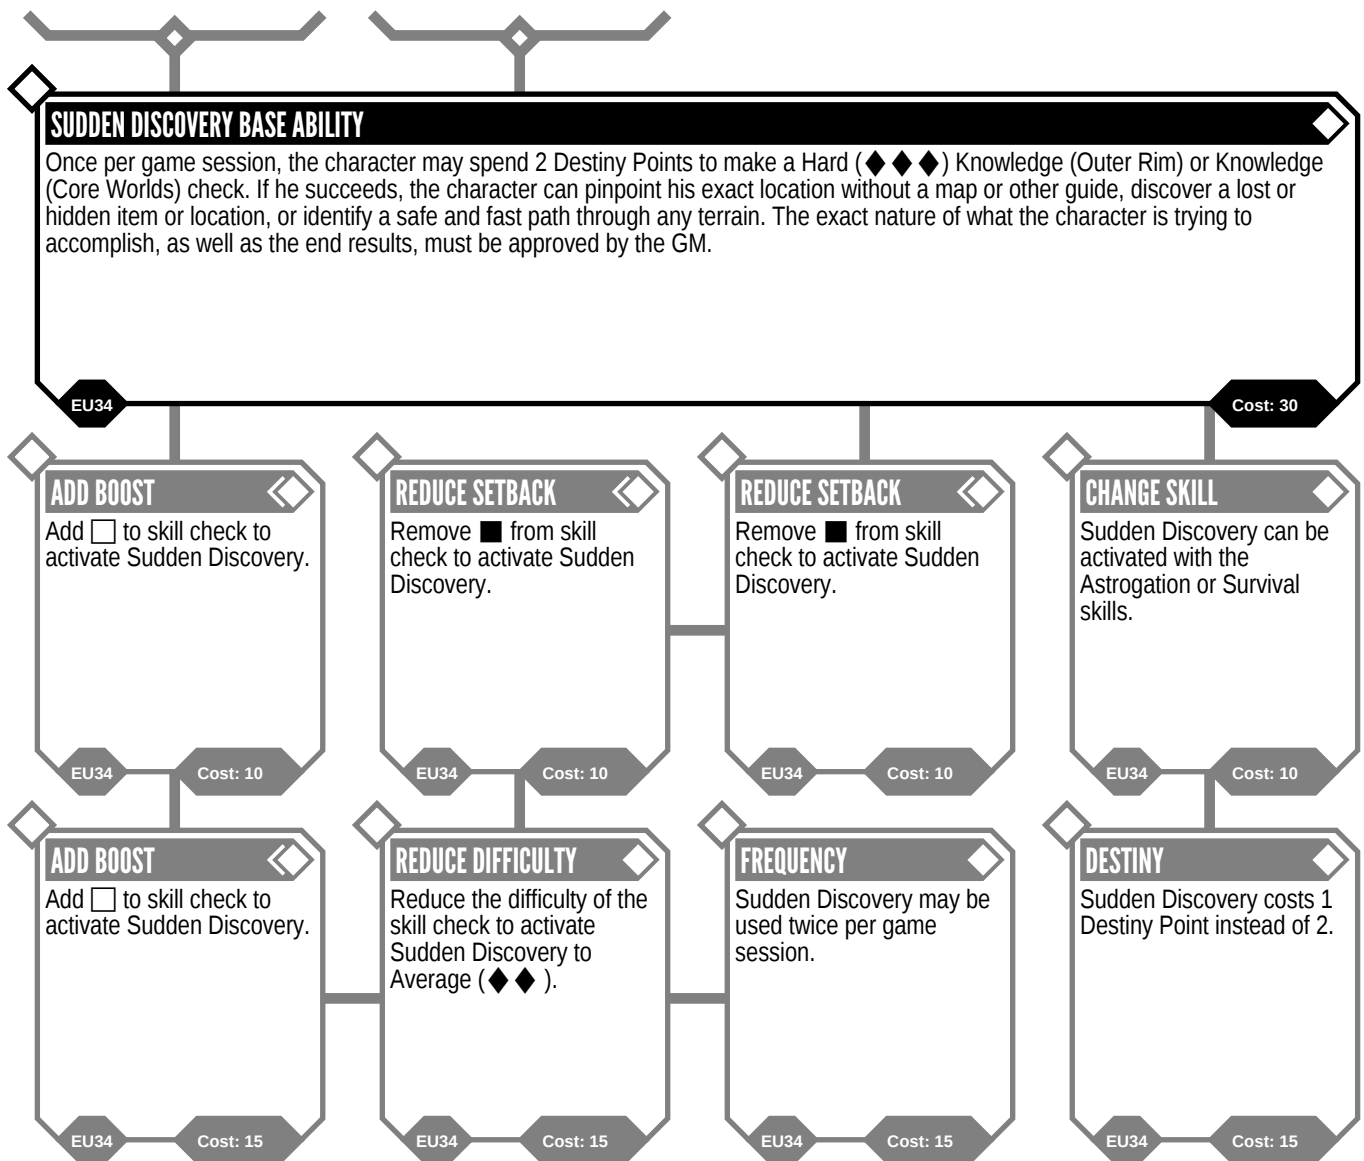 SUDDEN DISCOVERY BASE ABILITY
Once per game session, the character may spend 2 Destiny Points to make a Hard (♦♦♦) Knowledge (Outer Rim) or Knowledge
(Core Worlds) check. If he succeeds, the character can pinpoint his exact location without a map or other guide, discover a lost or
hidden item or location, or identify a safe and fast path through any terrain. The exact nature of what the character is trying to
accomplish, as well as the end results, must be approved by the GM.
EU34
Cost: 30
ADD BOOST
Add □ to skill check to
activate Sudden Discovery.
EU34
Cost: 10
REDUCE SETBACK
Remove ■ from skill
check to activate Sudden
Discovery.
EU34
Cost: 10
REDUCE SETBACK
Remove ■ from skill
check to activate Sudden
Discovery.
EU34
Cost: 10
CHANGE SKILL
Sudden Discovery can be
activated with the
Astrogation or Survival
skills.
EU34
Cost: 10
ADD BOOST
Add □ to skill check to
activate Sudden Discovery.
EU34
Cost: 15
REDUCE DIFFICULTY
Reduce the difficulty of the
skill check to activate
Sudden Discovery to
Average (♦♦ ).
EU34
Cost: 15
FREQUENCY
Sudden Discovery may be
used twice per game
session.
EU34
Cost: 15
DESTINY
Sudden Discovery costs 1
Destiny Point instead of 2.
EU34
Cost: 15